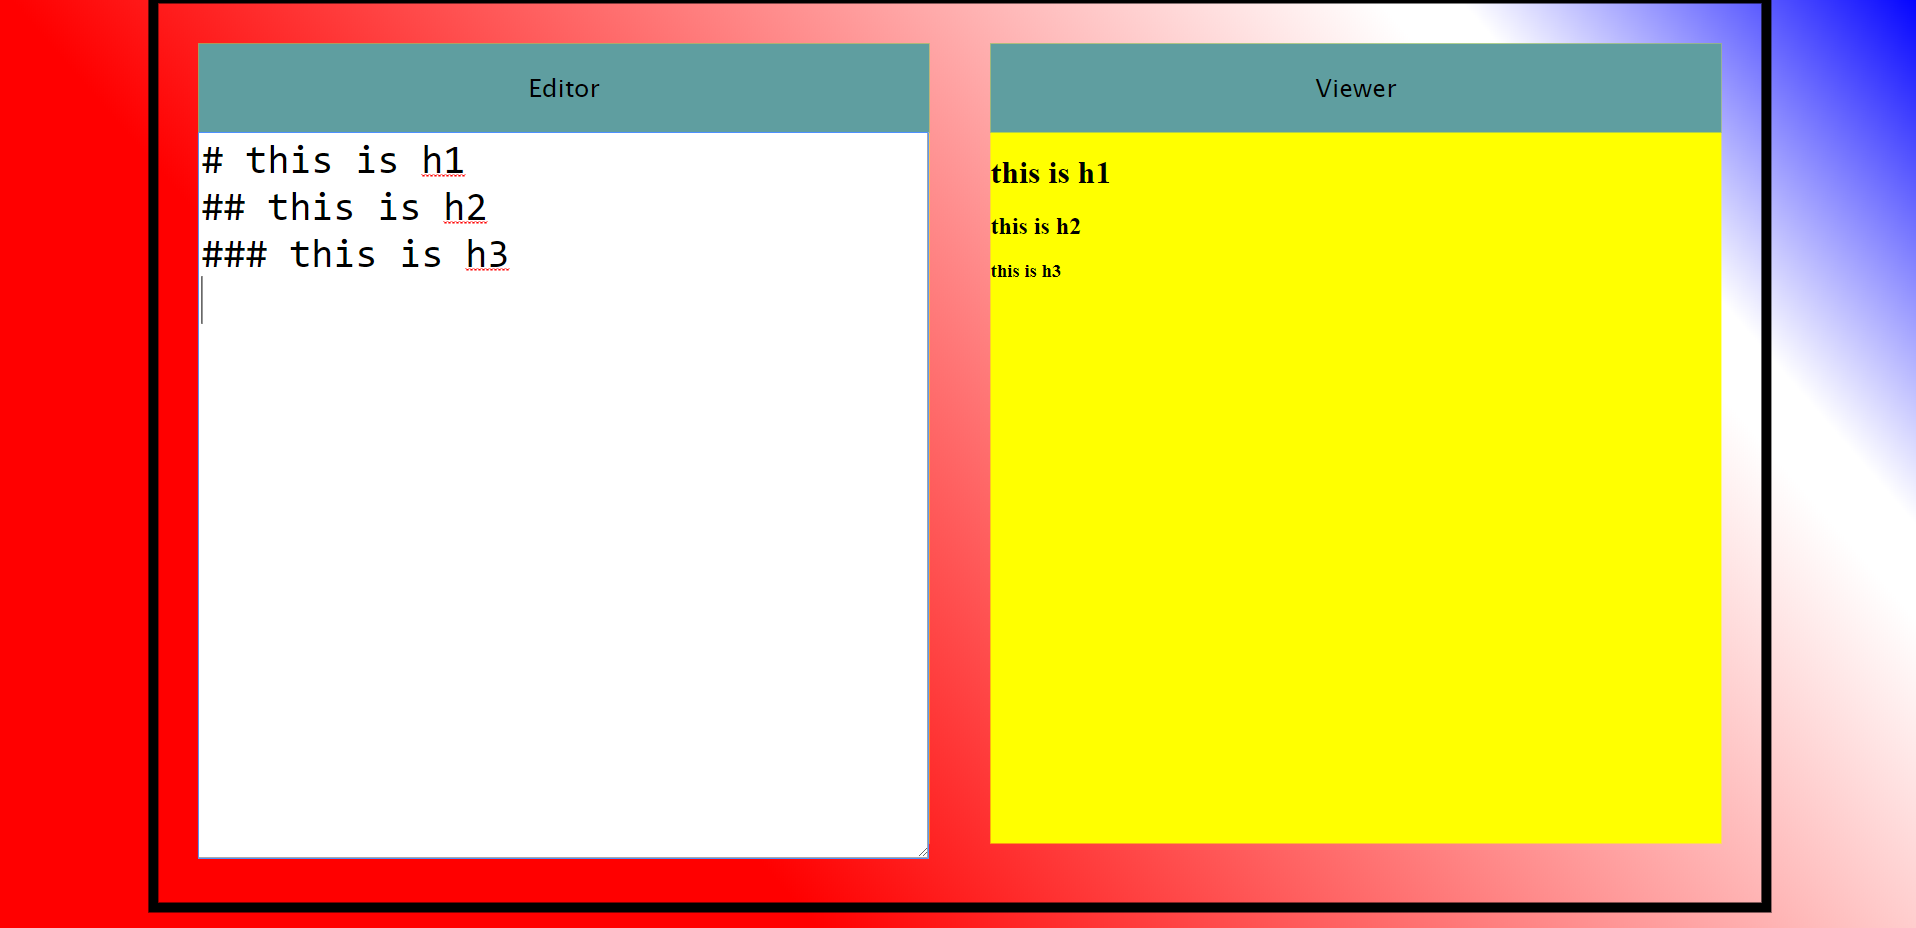 Editor
# this is h1
## this is h2
### this is h3
Viewer
this is h1
this is h2
this is h3